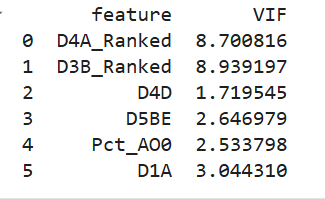 feature VIF
0 D4A_Ranked 8.700816
1 D3B_Ranked 8.939197
2 D4D 1.719545
3 D5BE 2.646979
4 Pct_AO0 2.533798
5 D1A 3.044310